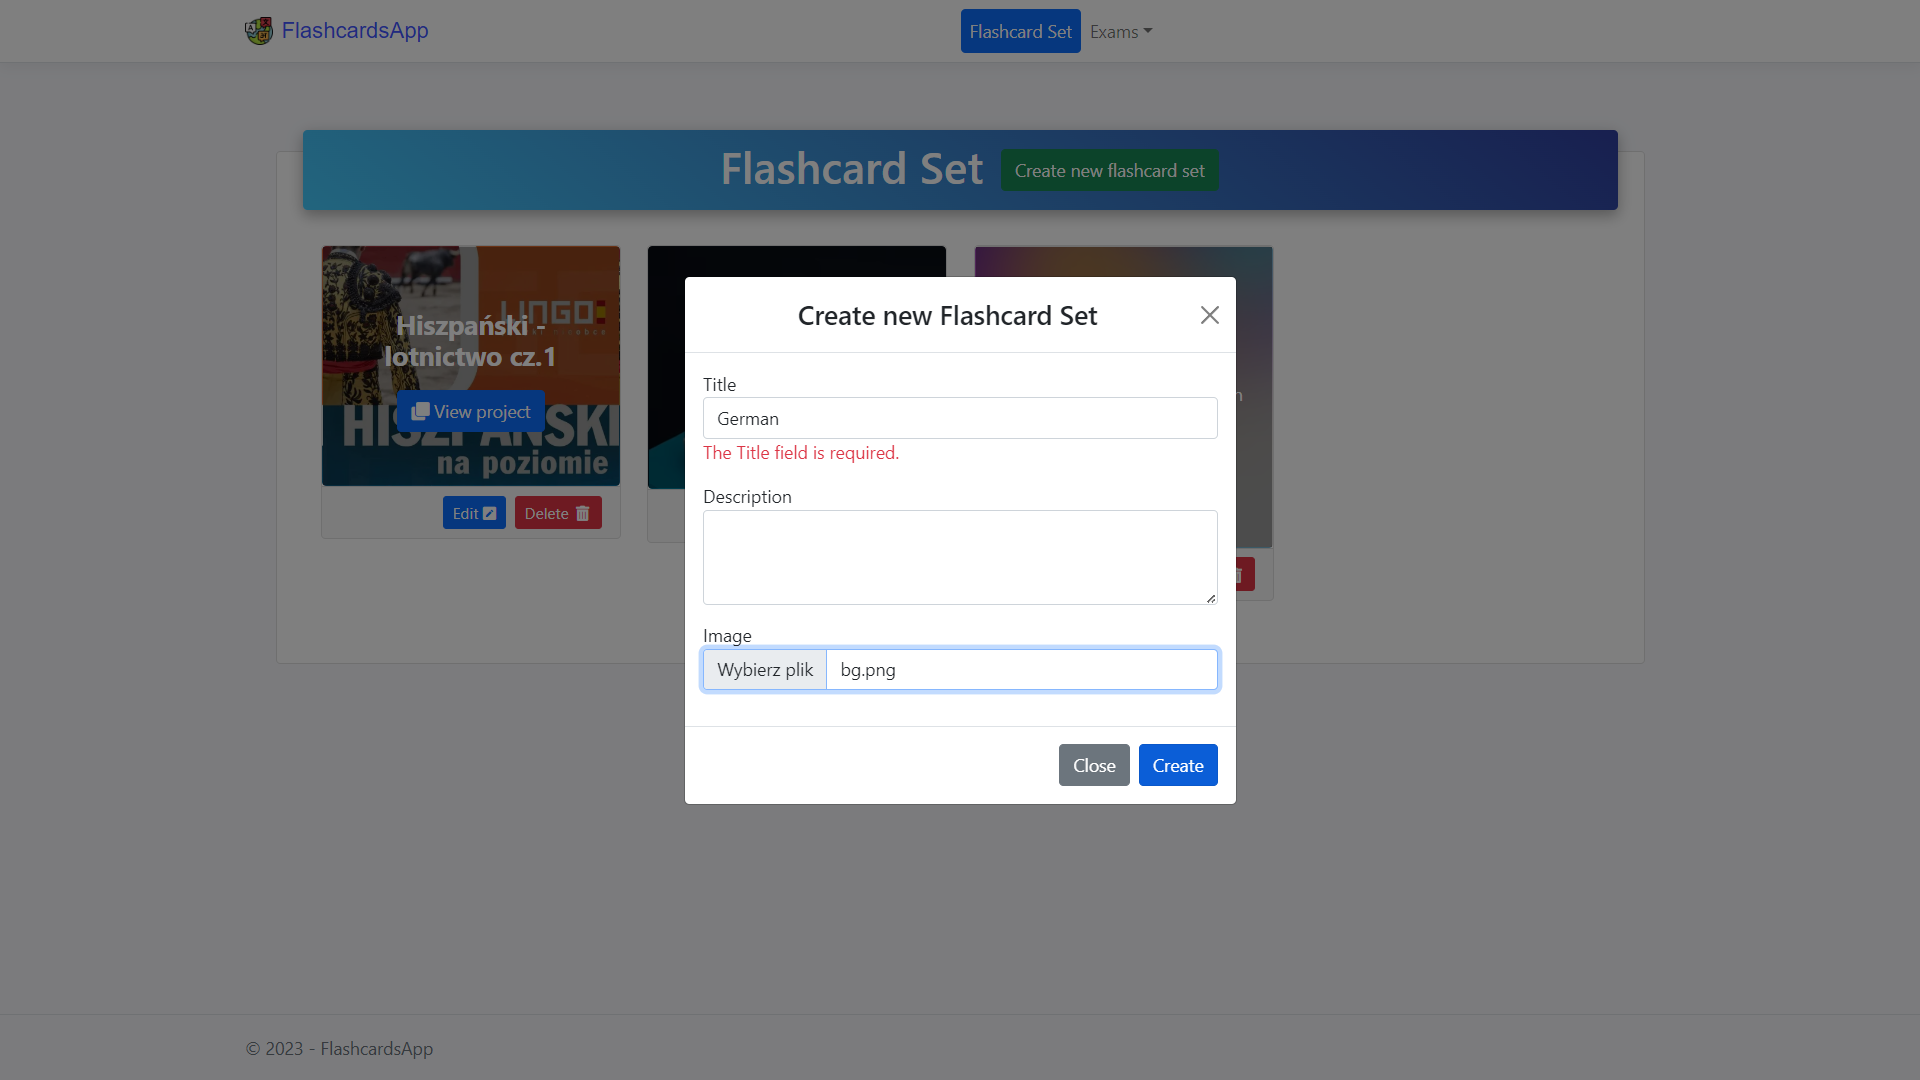 FlashcardsApp
Flashcard Set
Exams
Flashcard Set
Create new flashcard set
LINGO
Hiszpański -
lotnictwo cz.1
View project
HISZPAŃSKI
na poziomie
Edit
Delete
Create new Flashcard Set
Title
German
The Title field is required.
Description
Image
Wybierz plik
bg.png
Close
Create
© 2023 - FlashcardsApp